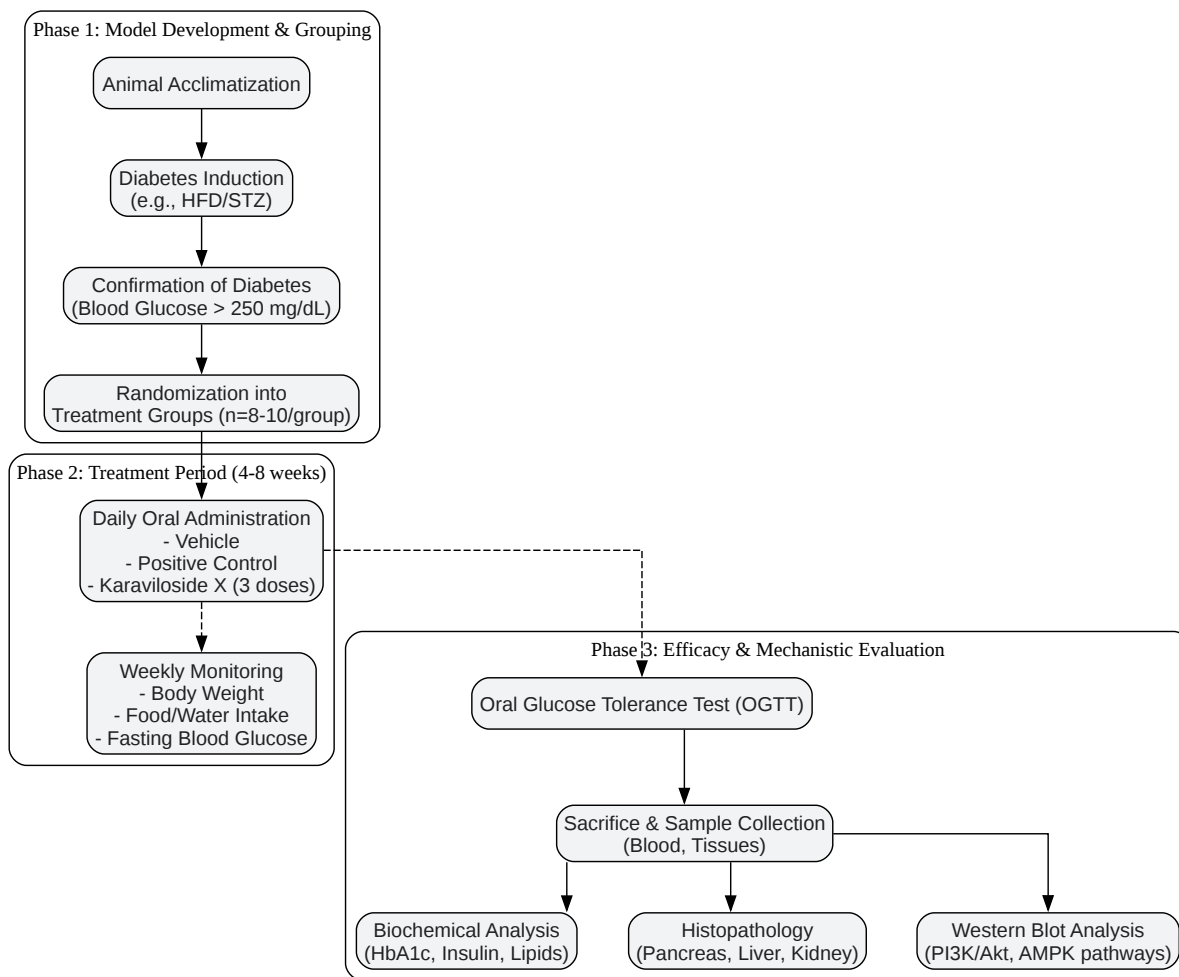 Phase 1: Model Development & Grouping
Animal Acclimatization
Diabetes Induction
(e.g., HFD/STZ)
Confirmation of Diabetes
(Blood Glucose > 250 mg/dL)
Randomization into
Treatment Groups (n=8-10/group)
Phase 2: Treatment Period (4-8 weeks)
Daily Oral Administration
- Vehicle
- Positive Control
- Karaviloside X (3 doses)
Weekly Monitoring
- Body Weight
- Food/Water Intake
- Fasting Blood Glucose
Phase 3: Efficacy & Mechanistic Evaluation
Oral Glucose Tolerance Test (OGTT)
Sacrifice & Sample Collection
(Blood, Tissues)
Biochemical Analysis
(HbA1c, Insulin, Lipids)
Histopathology
(Pancreas, Liver, Kidney)
Western Blot Analysis
(PI3K/Akt, AMPK pathways)